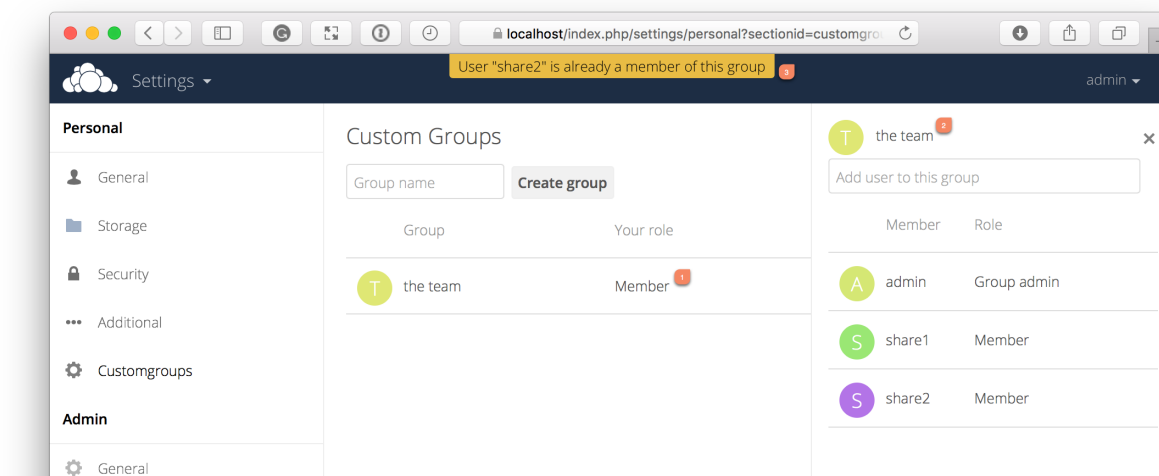 localhost/index.php/settings/personal?sectionid=customgro
Settings
User "share2" is already a member of this group
3
admin
Personal
General
Storage
Security
Additional
Customgroups
Admin
General
Custom Groups
Group name
Create group
Group Your role
T the team Member 1
T the team 2
Add user to this group
Member Role
A admin Group admin
S share1 Member
S share2 Member